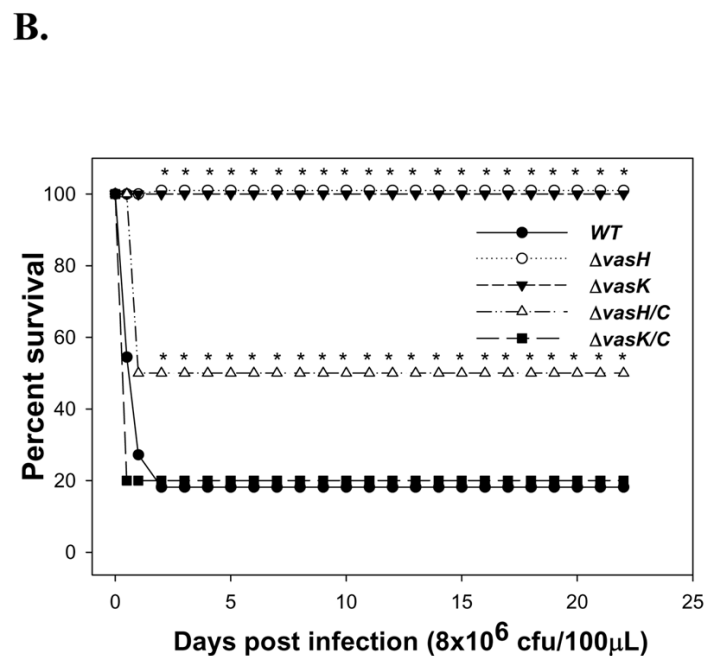 B.
* * * * * * * * * * * * * * * * * * * * *
100
80
60
40
20
0
Percent survival
WT
ΔvasH
ΔvasK
ΔvasH/C
ΔvasK/C
* * * * * * * * * * * * * * * * * * * * *
0 5 10 15 20 25
Days post infection (8x10⁶ cfu/100μL)